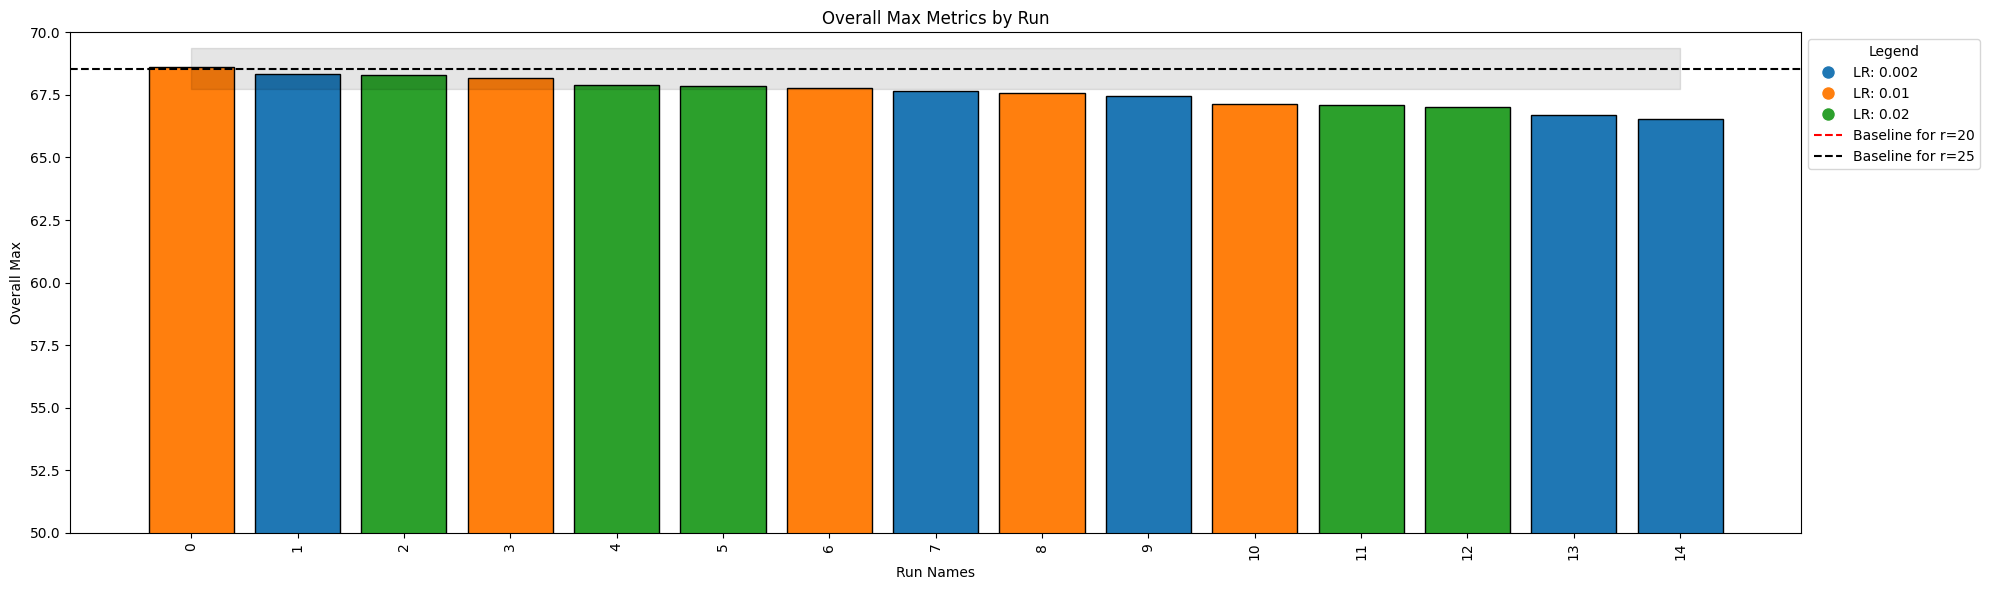 Overall Max Metrics by Run
70.0
67.5
65.0
62.5
60.0
57.5
55.0
52.5
50.0
Overall Max
0 1 2 3 4 5 6 7 8 9 10 11 12 13 14
Run Names
Legend
LR: 0.002
LR: 0.01
LR: 0.02
Baseline for r=20
Baseline for r=25